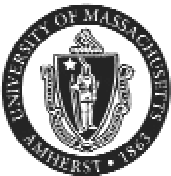 UNIVERSITY OF MASSACHUSETTS
AMHERST • 1863